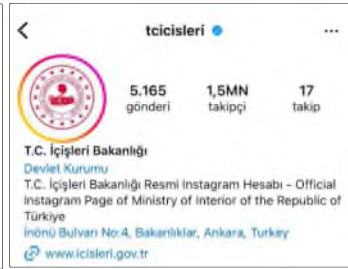 tcicisleri
5.165 1,5MN 17
gönderi takipçi takip
T.C. İçişleri Bakanlığı
Devlet Kurumu
T.C. İçişleri Bakanlığı Resmi Instagram Hesabı - Official
Instagram Page of Ministry of Interior of the Republic of
Türkiye
İnönü Bulvarı No:4, Bakanlıklar, Ankara, Turkey
www.icisleri.gov.tr